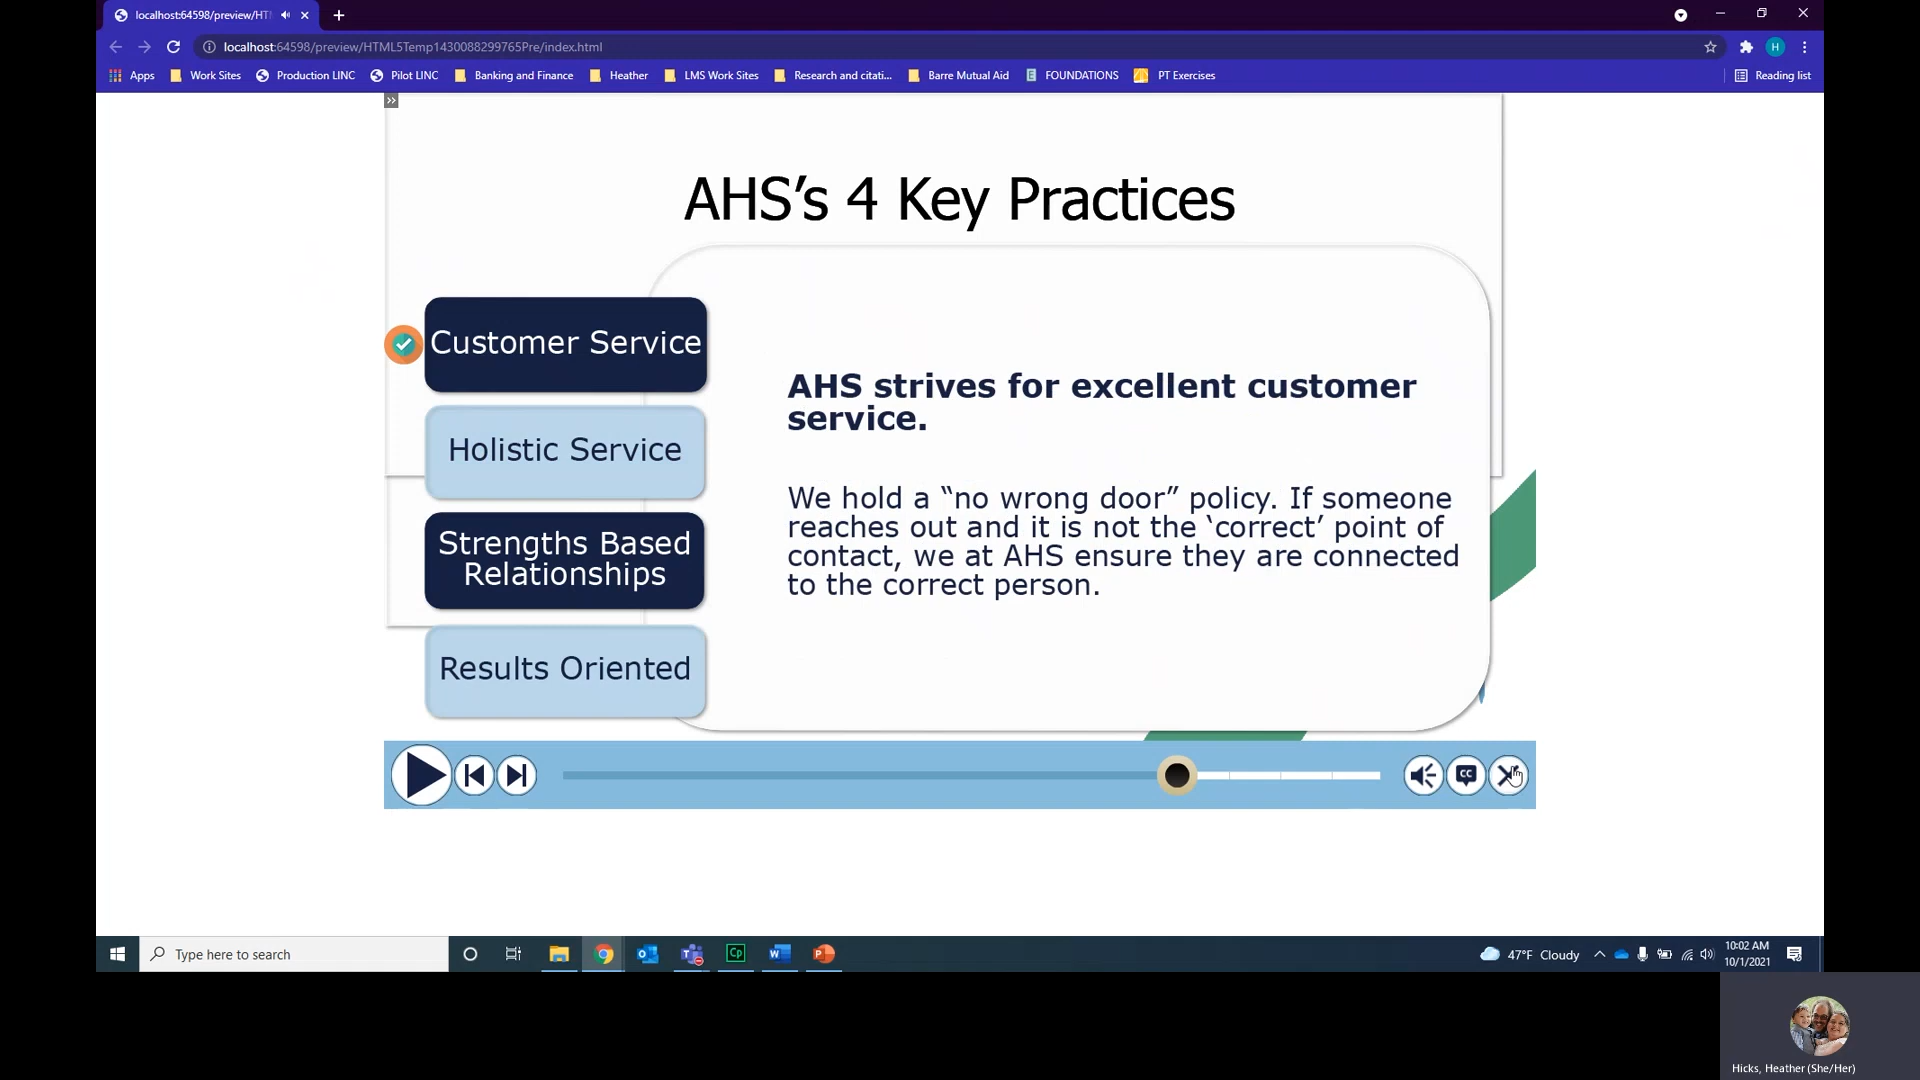 localhost:64598/preview/HT
localhost:64598/preview/HTML5Temp1430088299765Pre/index.html
H
Apps Work Sites Production LINC Pilot LINC Banking and Finance Heather LMS Work Sites Research and citati... Barre Mutual Aid FOUNDATIONS PT Exercises Reading list
AHS’s 4 Key Practices
Customer Service
Holistic Service
Strengths Based
Relationships
Results Oriented
AHS strives for excellent customer
service.
We hold a “no wrong door” policy. If someone
reaches out and it is not the ‘correct’ point of
contact, we at AHS ensure they are connected
to the correct person.
CC
Type here to search
Cp
47°F Cloudy
10:02 AM
10/1/2021
Hicks, Heather (She/Her)